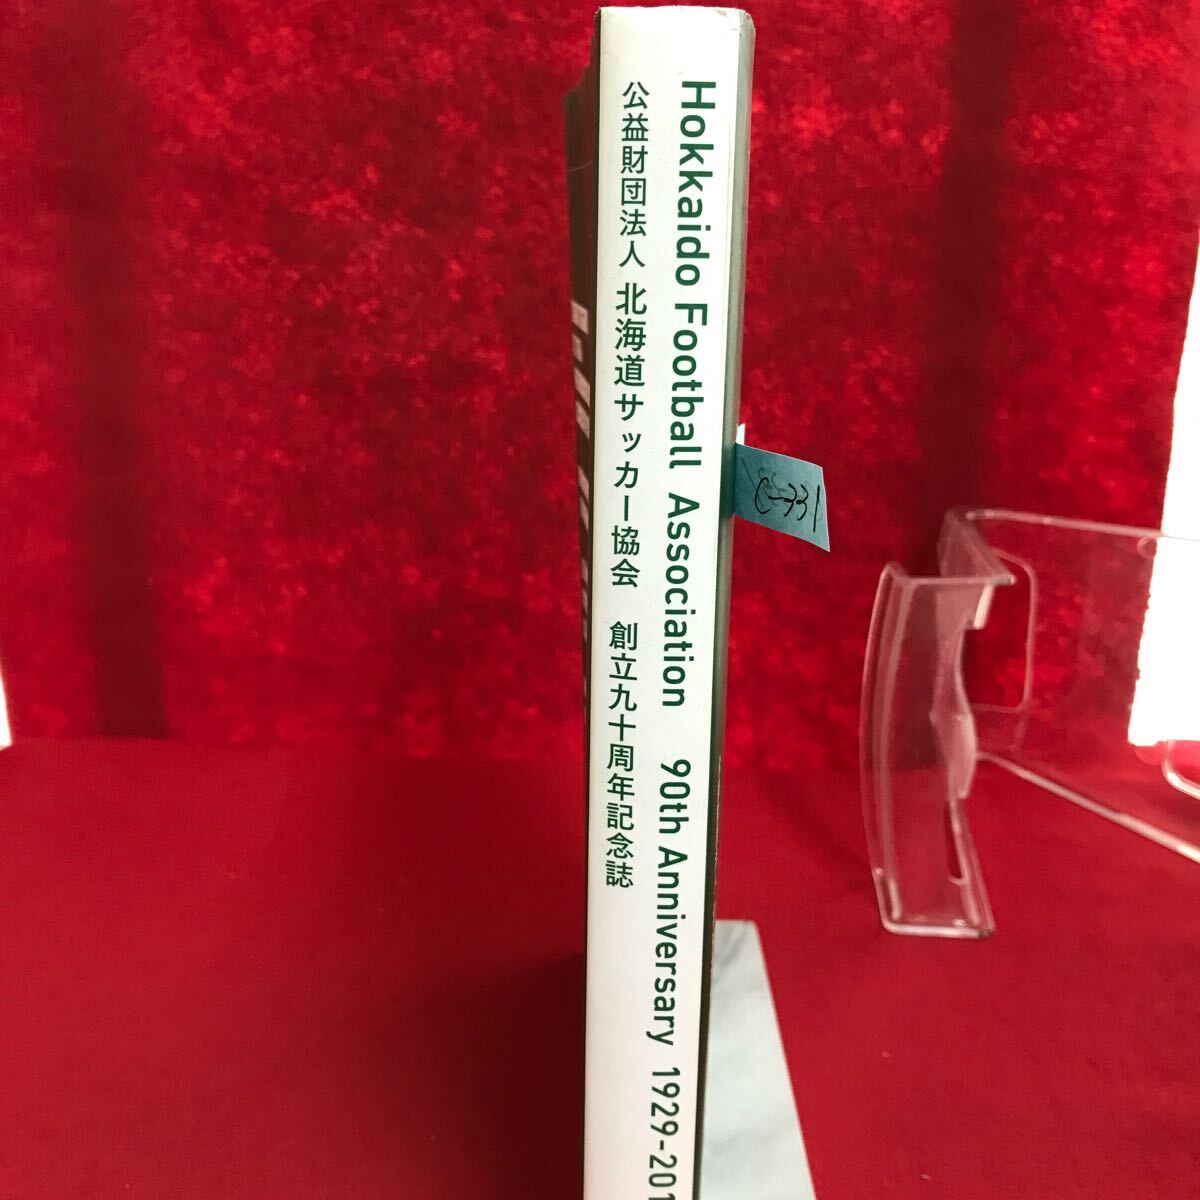 Hokkaido Football Association 90th Anniversary 1929-201
公益財団法人 北海道サッカー協会 創立九十周年記念誌
C-331